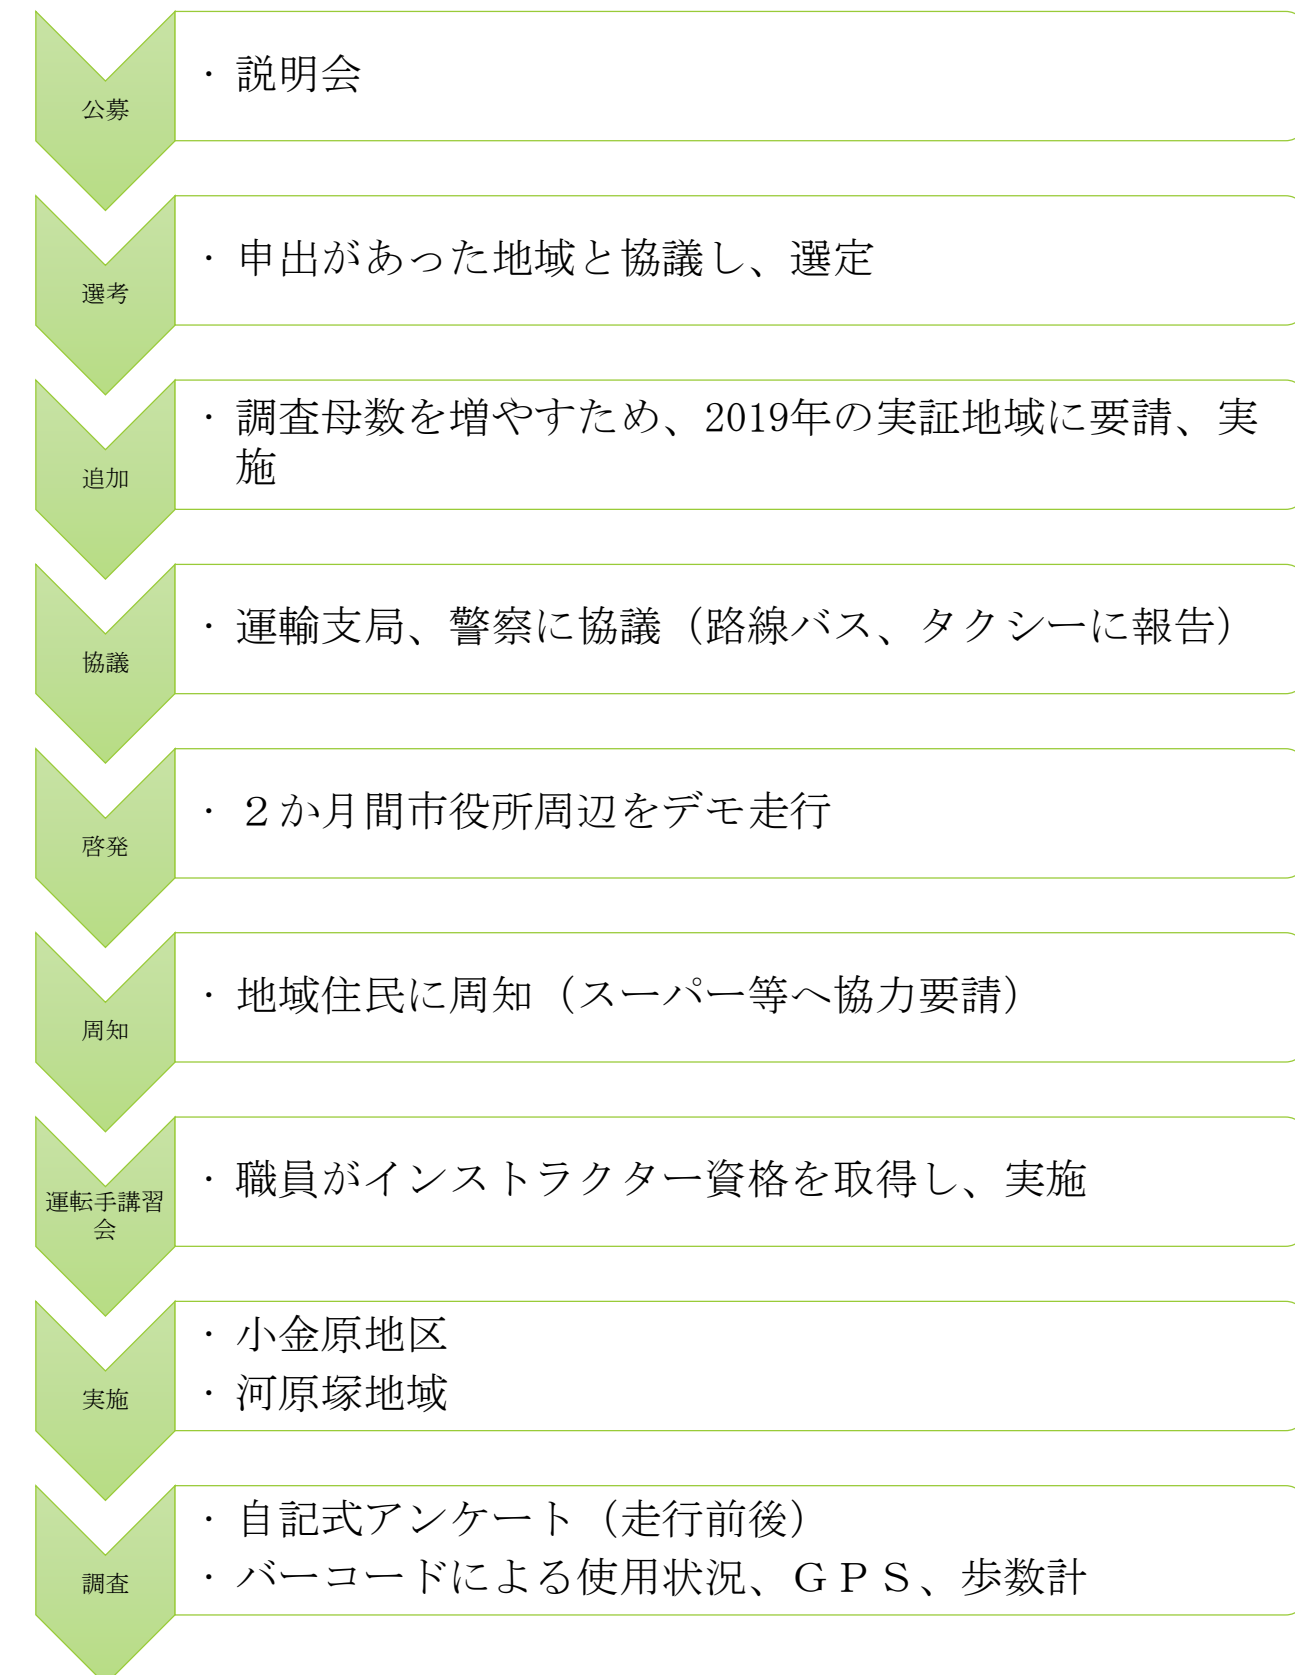 公募
・説明会
選考
・申出があった地域と協議し、選定
追加
・調査母数を増やすため、2019年の実証地域に要請、実
施
協議
・運輸支局、警察に協議（路線バス、タクシーに報告）
啓発
・２か月間市役所周辺をデモ走行
周知
・地域住民に周知（スーパー等へ協力要請）
運転手講習
会
・職員がインストラクター資格を取得し、実施
実施
・小金原地区
・河原塚地域
調査
・自記式アンケート（走行前後）
・バーコードによる使用状況、ＧＰＳ、歩数計